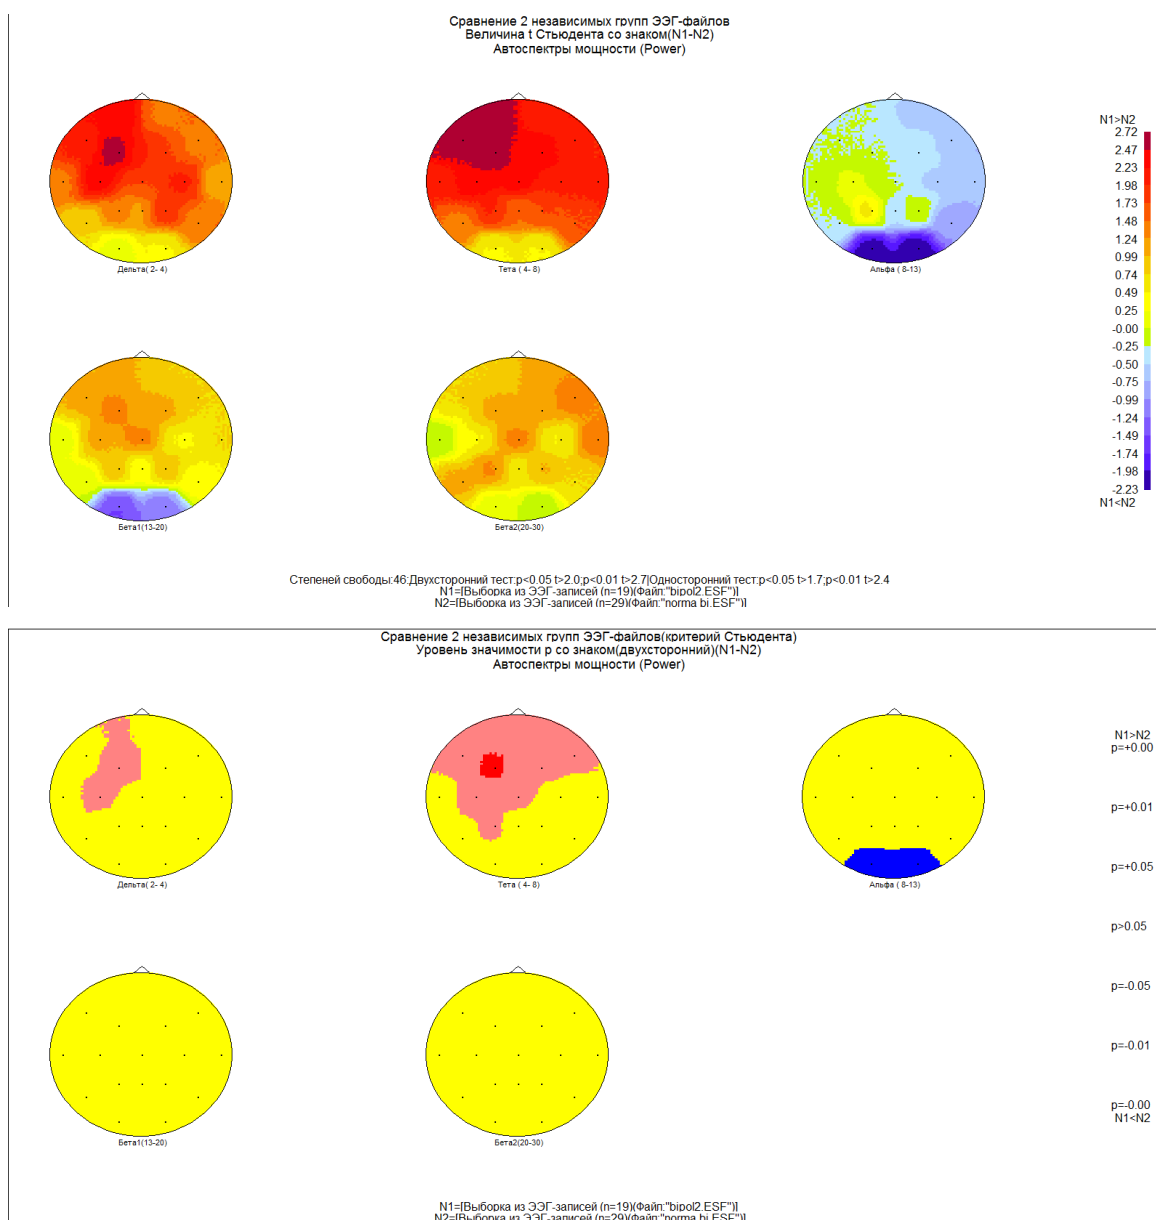 Сравнение 2 независимых групп ЭЭГ-файлов
Величина t Стьюдента со знаком(N1-N2)
Автоспектры мощности (Power)
Дельта( 2- 4)
Тета ( 4- 8)
Альфа ( 8-13)
N1>N2
2.72
2.47
2.23
1.98
1.73
1.48
1.24
0.99
0.74
0.49
0.25
-0.00
-0.25
-0.50
-0.75
-0.99
-1.24
-1.49
-1.74
-1.98
-2.23
N1<N2
Бета1(13-20)
Бета2(20-30)
Степеней свободы:46:Двухсторонний тест:p<0.05 t>2.0;p<0.01 t>2.7|Односторонний тест:p<0.05 t>1.7;p<0.01 t>2.4
N1=[Выборка из ЭЭГ-записей (n=19)(Файл:"bipol2.ESF")]
N2=[Выборка из ЭЭГ-записей (n=29)(Файл:"norma bi.ESF")]
Сравнение 2 независимых групп ЭЭГ-файлов(критерий Стьюдента)
Уровень значимости p со знаком(двухсторонний)(N1-N2)
Автоспектры мощности (Power)
Дельта( 2- 4)
Тета ( 4- 8)
Альфа ( 8-13)
N1>N2
p=+0.00
p=+0.01
p=+0.05
p>0.05
p=-0.05
p=-0.01
p=-0.00
N1<N2
Бета1(13-20)
Бета2(20-30)
N1=[Выборка из ЭЭГ-записей (n=19)(Файл:"bipol2.ESF")]
N2=[Выборка из ЭЭГ-записей (n=29)(Файл:"norma bi.ESF")]